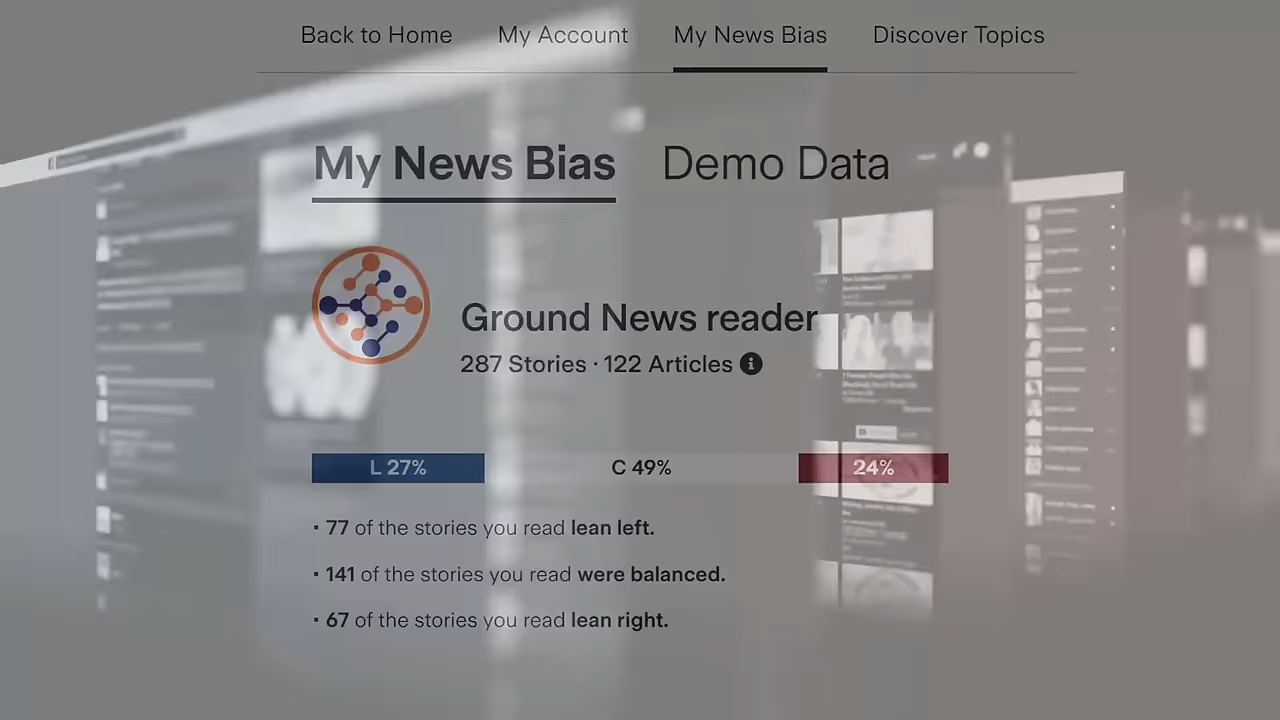 Back to Home My Account My News Bias Discover Topics
My News Bias Demo Data
Ground News reader
287 Stories · 122 Articles
L 27% C 49% 24%
· 77 of the stories you read lean left.
· 141 of the stories you read were balanced.
· 67 of the stories you read lean right.